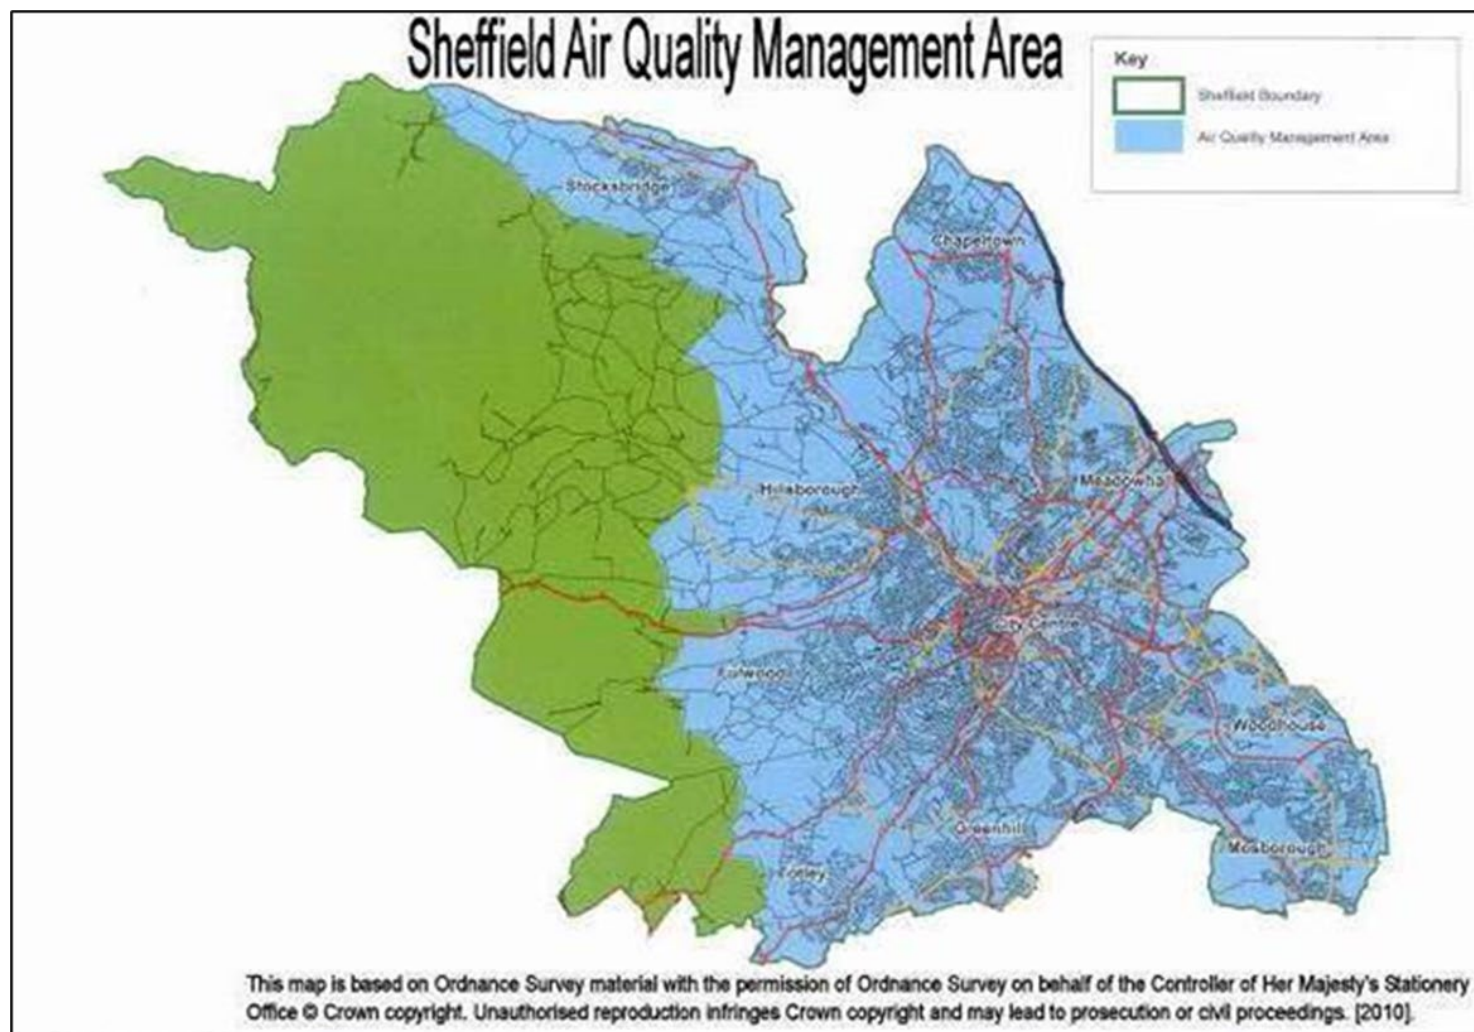 Sheffield Air Quality Management Area
Key
Sheffield Boundary
Air Quality Management Area
Stocksbridge
Chapeltown
Hillsborough
Meadowhall
City Centre
Fulwood
Woodhouse
Greenhill
Mosborough
Totley
This map is based on Ordnance Survey material with the permission of Ordnance Survey on behalf of the Controller of Her Majesty's Stationery
Office © Crown copyright. Unauthorised reproduction infringes Crown copyright and may lead to prosecution or civil proceedings. [2010].